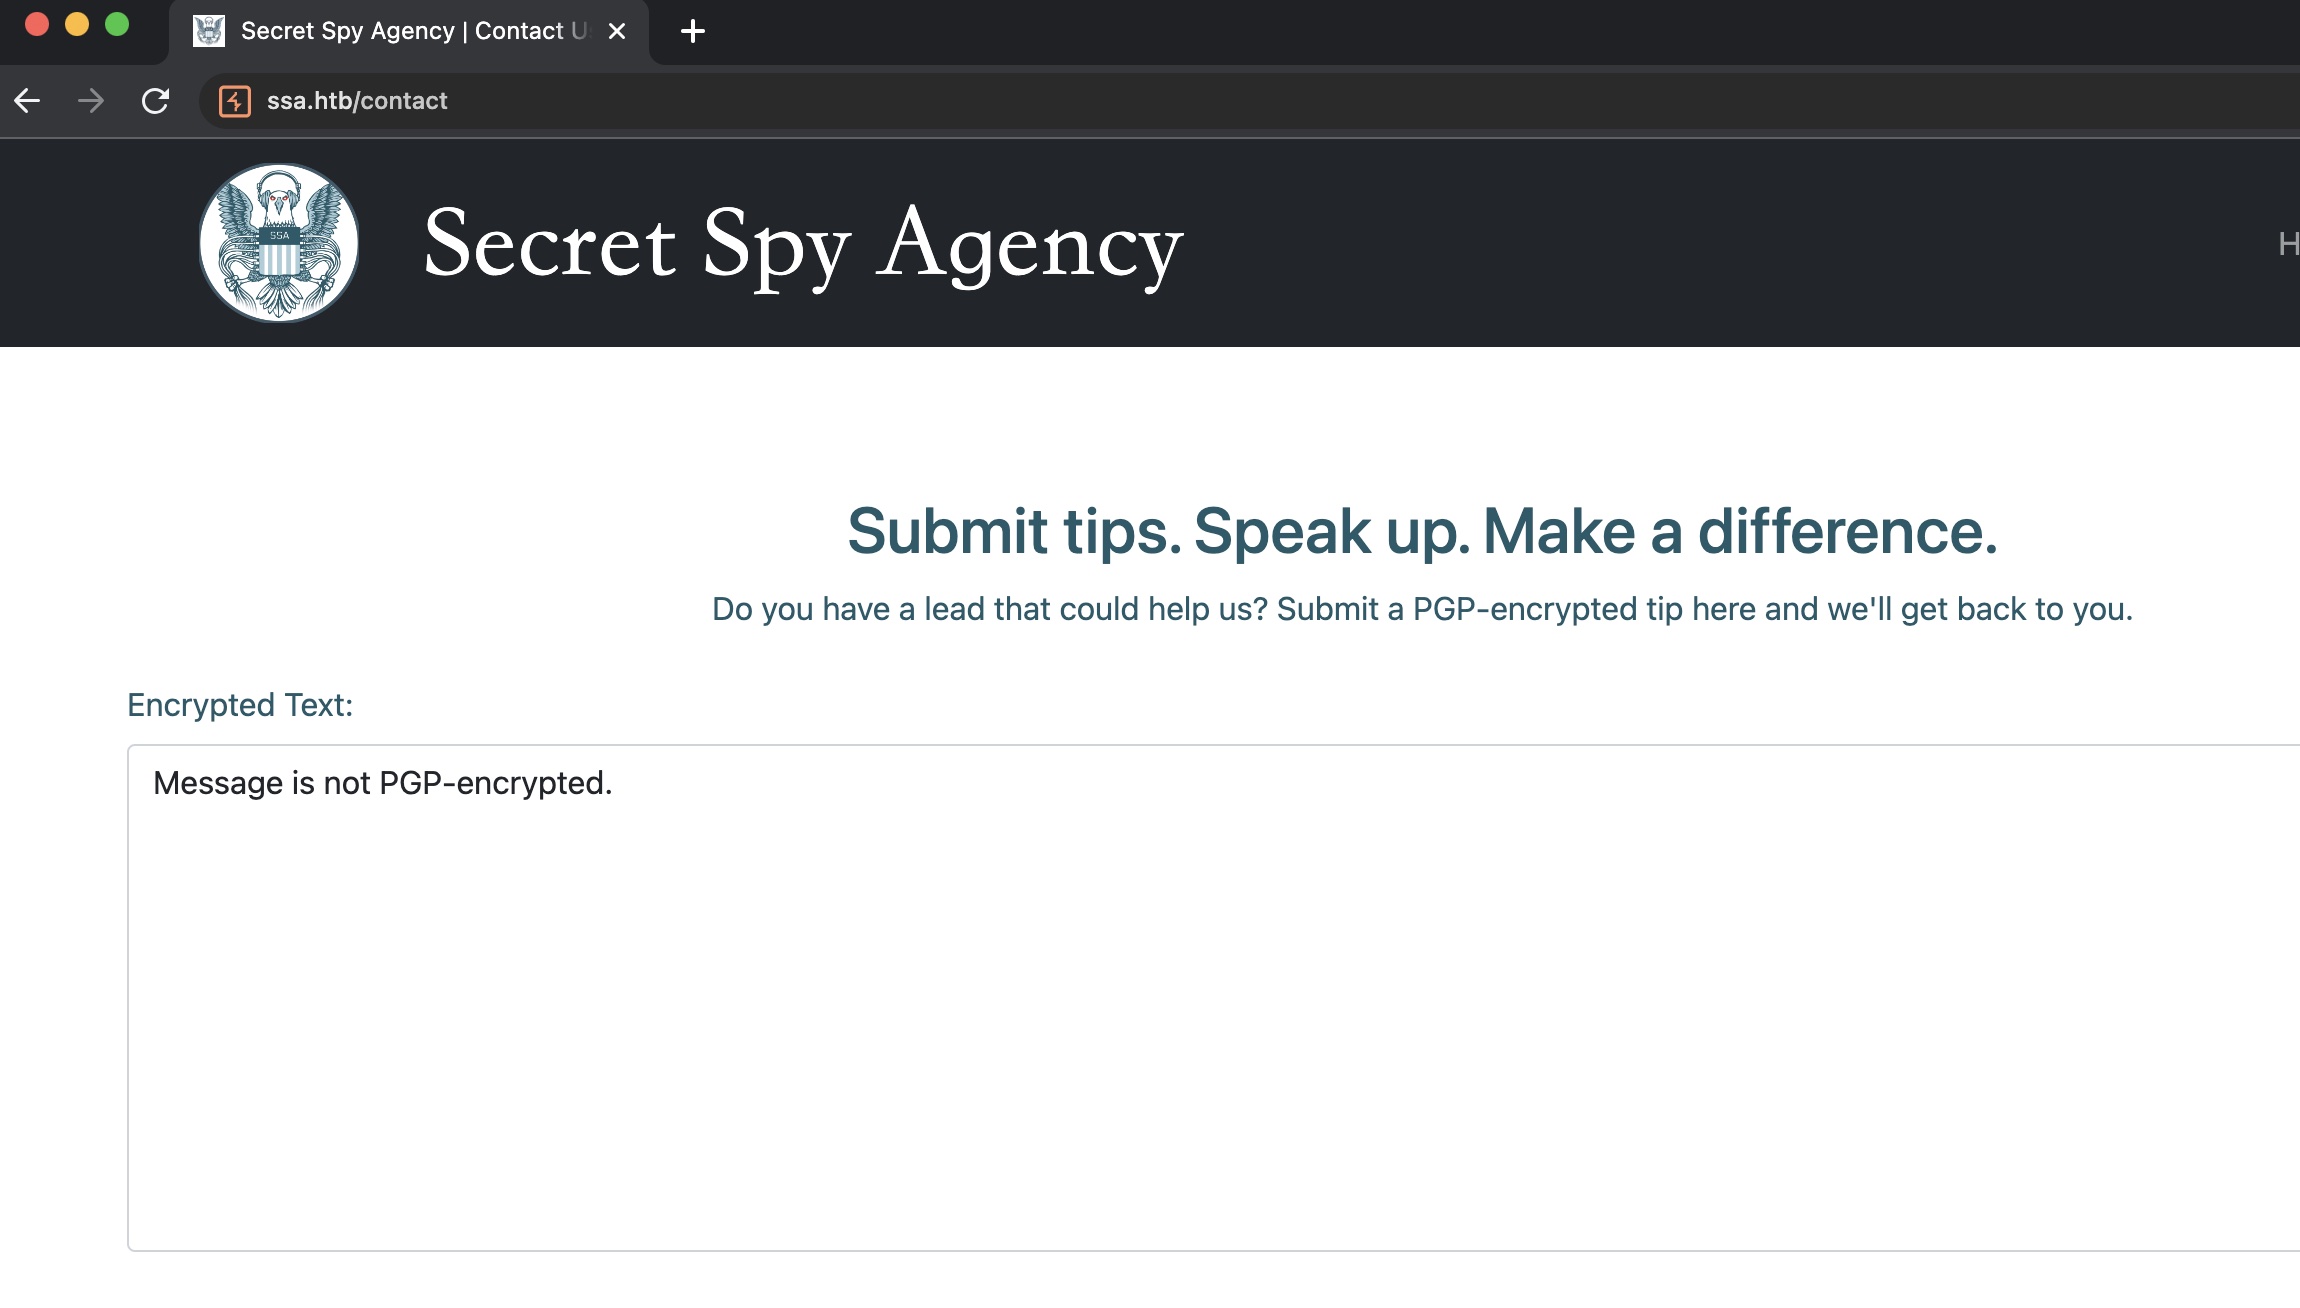 Secret Spy Agency | Contact U
ssa.htb/contact
SSA
Secret Spy Agency
H
Submit tips. Speak up. Make a difference.
Do you have a lead that could help us? Submit a PGP-encrypted tip here and we'll get back to you.
Encrypted Text:
Message is not PGP-encrypted.